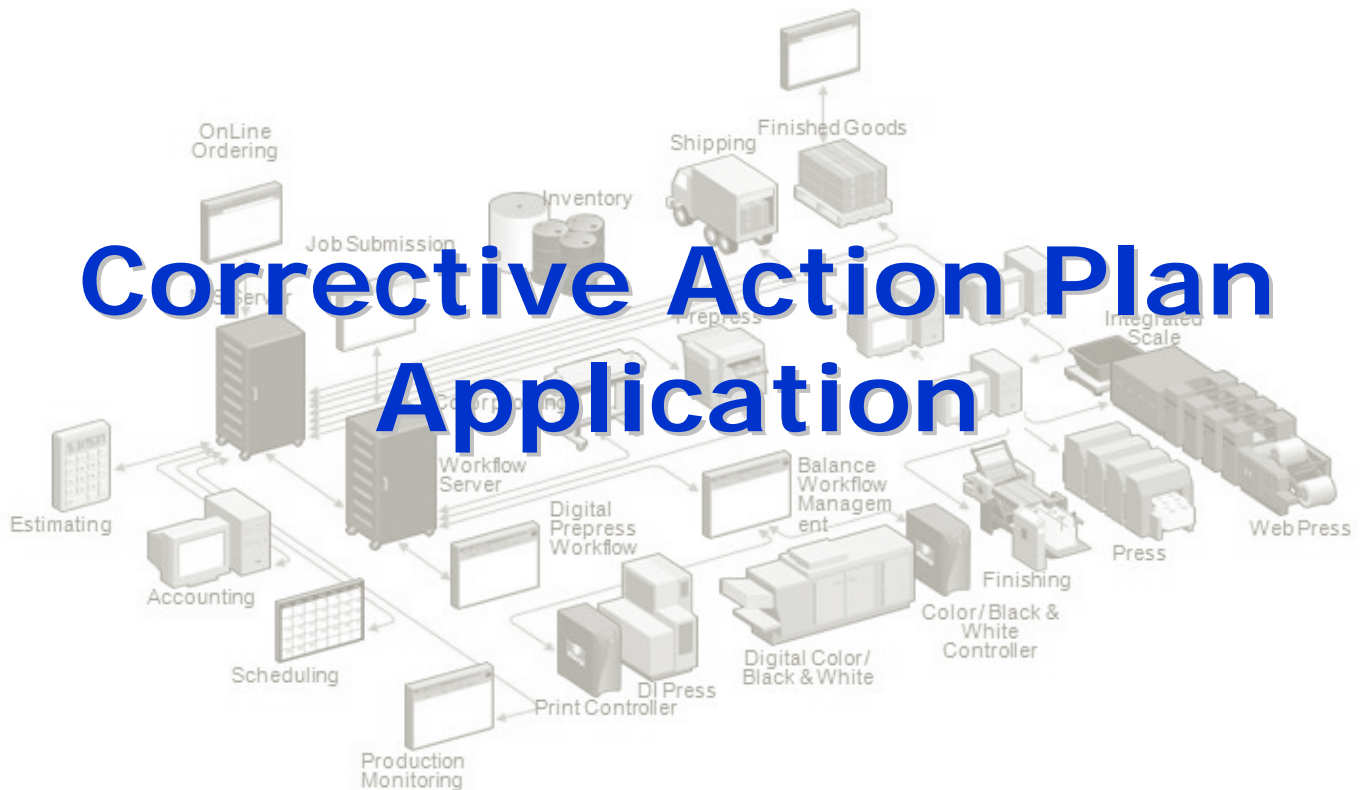 Corrective Action Plan
Application
OnLine
Ordering
Shipping
Finished Goods
Inventory
Job Submission
Server
Prepress
Integrated
Scale
Workflow
Server
Balance
Workflow
Managem
ent
Digital
Prepress
Workflow
Estimating
Accounting
Scheduling
Web Press
Press
Finishing
Color/ Black &
White
Controller
Digital Color/
Black & White
DI Press
Print Controller
Production
Monitoring